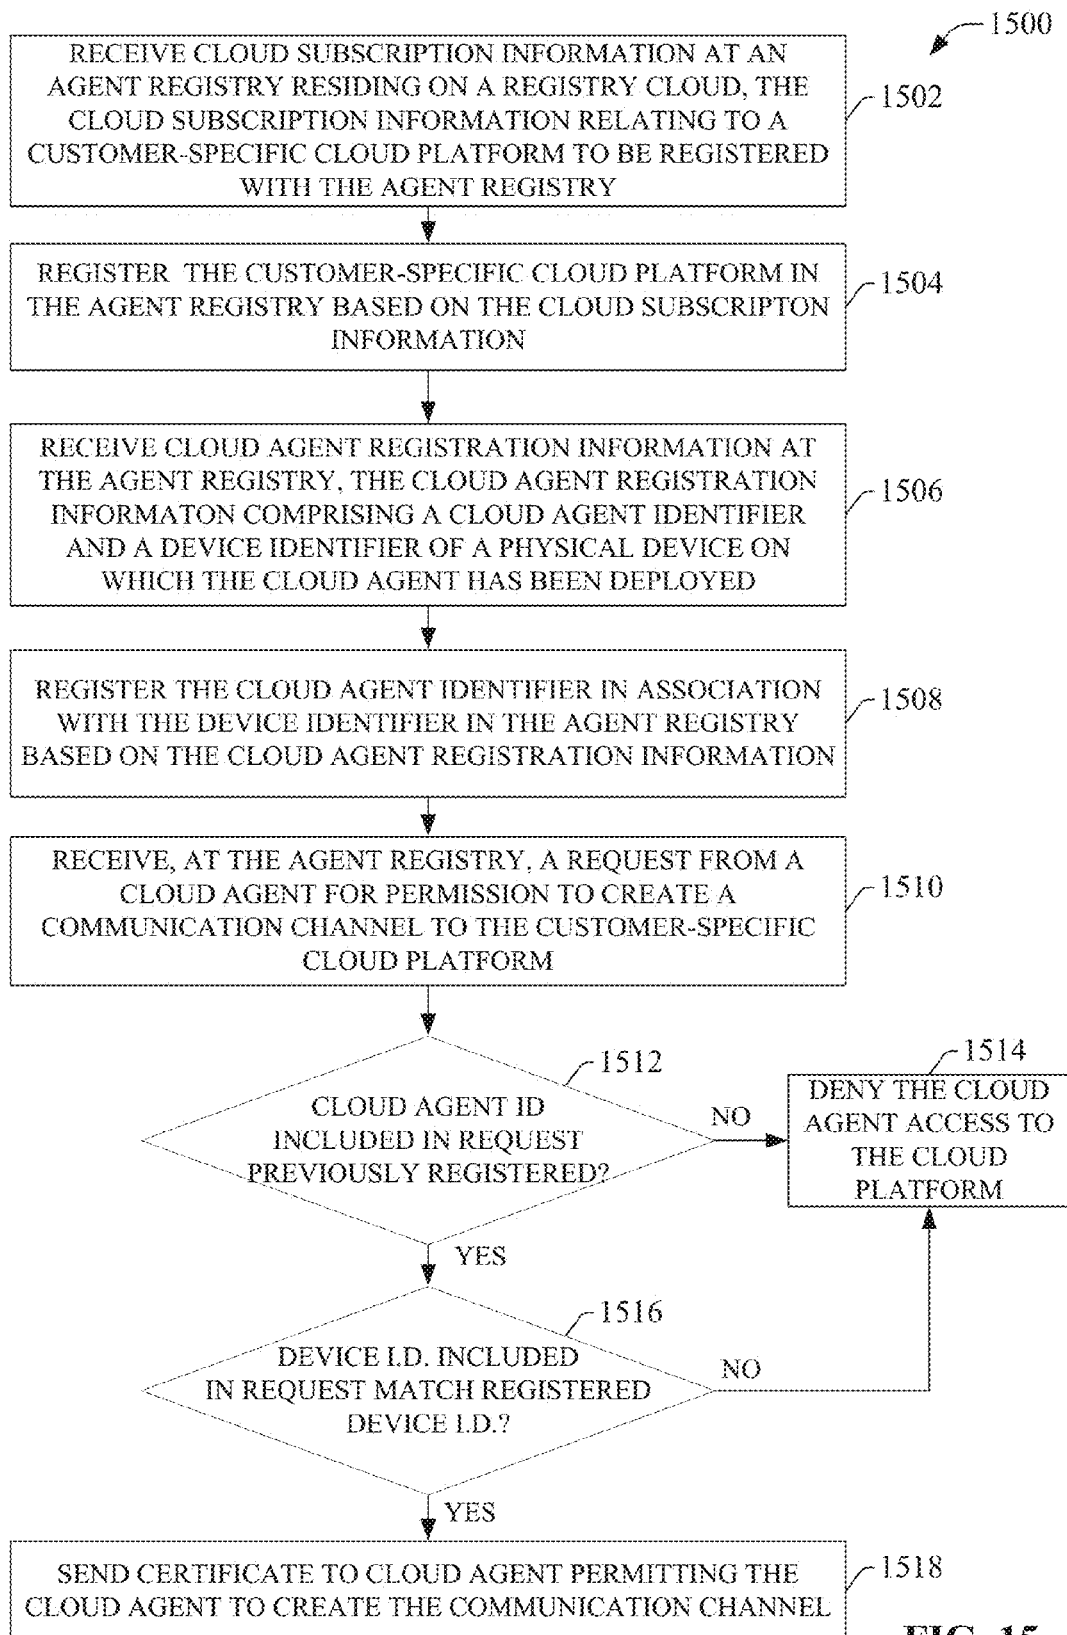 1500
RECEIVE CLOUD SUBSCRIPTION INFORMATION AT AN
AGENT REGISTRY RESIDING ON A REGISTRY CLOUD, THE
CLOUD SUBSCRIPTION INFORMATION RELATING TO A
CUSTOMER-SPECIFIC CLOUD PLATFORM TO BE REGISTERED
WITH THE AGENT REGISTRY
1502
REGISTER THE CUSTOMER-SPECIFIC CLOUD PLATFORM IN
THE AGENT REGISTRY BASED ON THE CLOUD SUBSCRIPTON
INFORMATION
1504
RECEIVE CLOUD AGENT REGISTRATION INFORMATION AT
THE AGENT REGISTRY, THE CLOUD AGENT REGISTRATION
INFORMATON COMPRISING A CLOUD AGENT IDENTIFIER
AND A DEVICE IDENTIFIER OF A PHYSICAL DEVICE ON
WHICH THE CLOUD AGENT HAS BEEN DEPLOYED
1506
REGISTER THE CLOUD AGENT IDENTIFIER IN ASSOCIATION
WITH THE DEVICE IDENTIFIER IN THE AGENT REGISTRY
BASED ON THE CLOUD AGENT REGISTRATION INFORMATION
1508
RECEIVE, AT THE AGENT REGISTRY, A REQUEST FROM A
CLOUD AGENT FOR PERMISSION TO CREATE A
COMMUNICATION CHANNEL TO THE CUSTOMER-SPECIFIC
CLOUD PLATFORM
1510
1512
CLOUD AGENT ID
INCLUDED IN REQUEST
PREVIOUSLY REGISTERED?
NO
1514
DENY THE CLOUD
AGENT ACCESS TO
THE CLOUD
PLATFORM
YES
1516
DEVICE I.D. INCLUDED
IN REQUEST MATCH REGISTERED
DEVICE I.D.?
NO
YES
SEND CERTIFICATE TO CLOUD AGENT PERMITTING THE
CLOUD AGENT TO CREATE THE COMMUNICATION CHANNEL
1518
FIG. 15